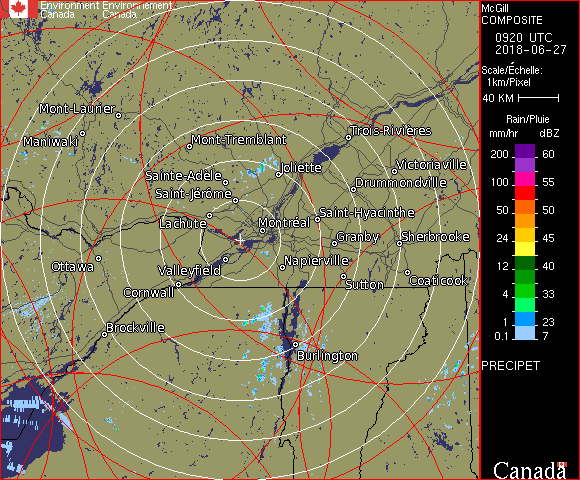 Environment Environnement
Canada Canada
McGill
COMPOSITE
0920 UTC
2018-06-27
Scale/Échelle:
1km/Pixel
40 KM
Rain/Pluie
mm/hr dBZ
200 60
100 55
50 50
24 45
12 40
4 33
1 23
0.1 7
PRECIPET
Canada
Mont-Laurier
Maniwaki
Mont-Tremblant
Trois-Rivières
Victoriaville
Joliette
Sainte-Adèle
Drummondville
Saint-Jérôme
Lachute
Saint-Hyacinthe
Montréal
Granby
Sherbrooke
Ottawa
Valleyfield
Napierville
Coaticook
Sutton
Cornwall
Brockville
Burlington